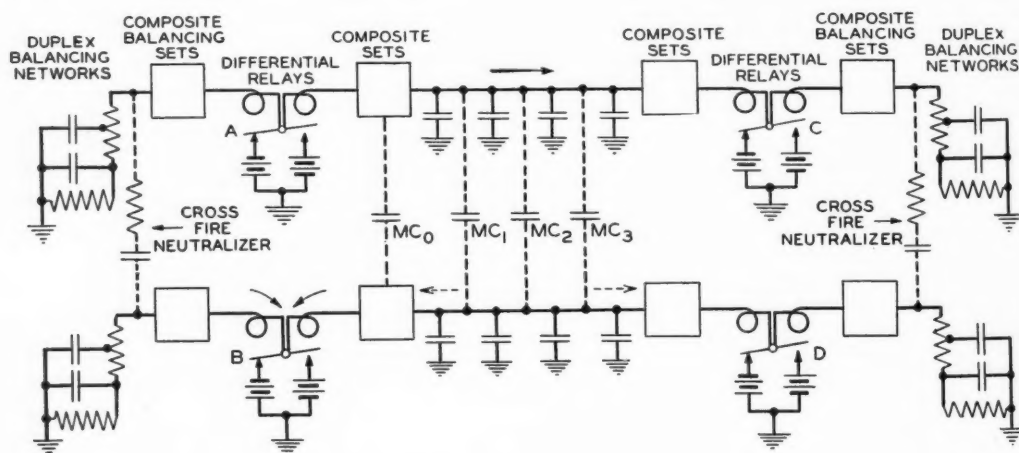 DUPLEX
BALANCING
NETWORKS
COMPOSITE
BALANCING
SETS
DIFFERENTIAL
RELAYS
COMPOSITE
SETS
COMPOSITE
SETS
DIFFERENTIAL
RELAYS
COMPOSITE
BALANCING
SETS
DUPLEX
BALANCING
NETWORKS
A
C
CROSS
FIRE
NEUTRALIZER
MC0
MC1
MC2
MC3
CROSS
FIRE
NEUTRALIZER
B
D